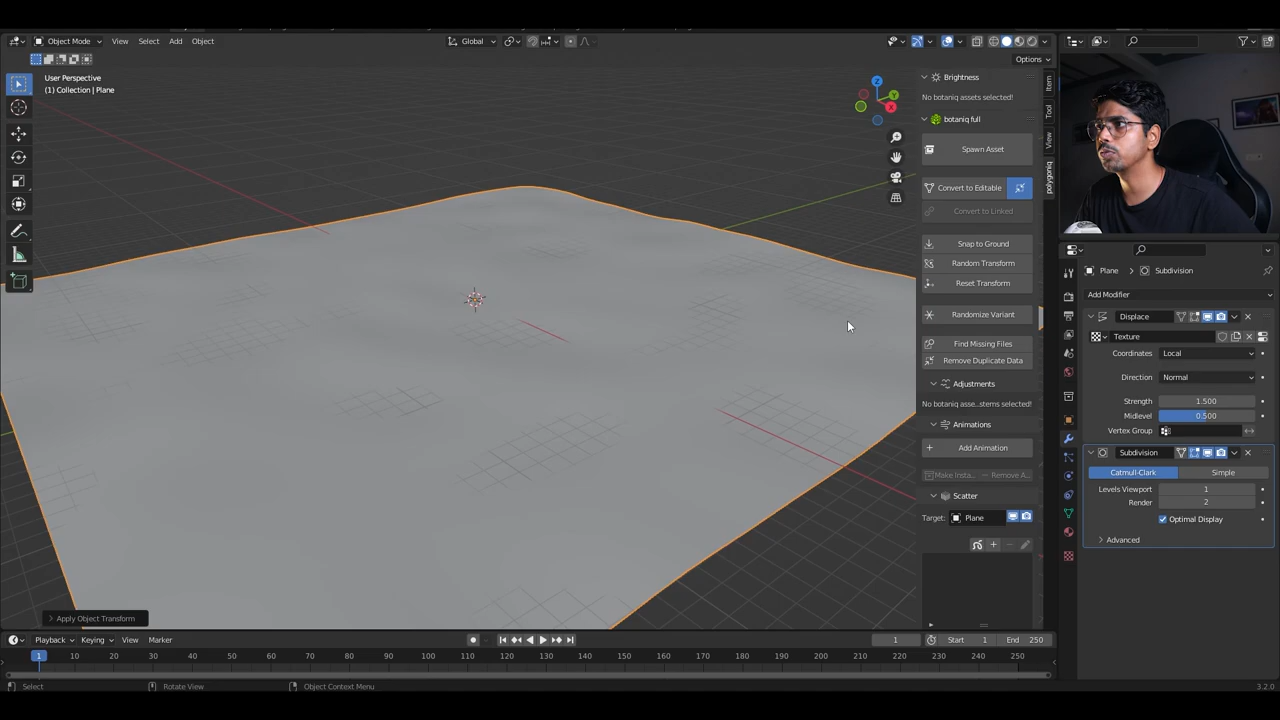 Object Mode View Select Add Object Global
Options
User Perspective
(1) Collection | Plane
Z
Y
X
Brightness
No botaniq assets selected!
botaniq full
Spawn Asset
Convert to Editable
Convert to Linked
Snap to Ground
Random Transform
Reset Transform
Randomize Variant
Find Missing Files
Remove Duplicate Data
Adjustments
No botaniq asse...stems selected!
Animations
Add Animation
Make Insta... Remove A...
Scatter
Target: Plane
Item
Tool
View
polygoniq
Plane Subdivision
Add Modifier
Displace
Texture
Coordinates Local
Direction Normal
Strength 1.500
Midlevel 0.500
Vertex Group
Subdivision
Catmull-Clark Simple
Levels Viewport 1
Render 2
Optimal Display
Advanced
Apply Object Transform
Playback Keying View Marker 1 Start 1 End 250
1 10 20 30 40 50 60 70 80 90 100 110 120 130 140 150 160 170 180 190 200 210 220 230 240 250
Select Rotate View Object Context Menu 3.2.0